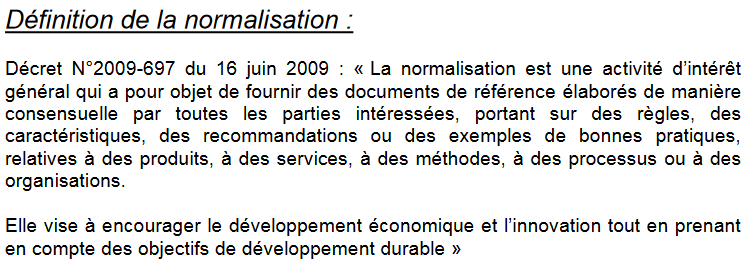 Définition de la normalisation :
Décret N°2009-697 du 16 juin 2009 : « La normalisation est une activité d’intérêt
général qui a pour objet de fournir des documents de référence élaborés de manière
consensuelle par toutes les parties intéressées, portant sur des règles, des
caractéristiques, des recommandations ou des exemples de bonnes pratiques,
relatives à des produits, à des services, à des méthodes, à des processus ou à des
organisations.
Elle vise à encourager le développement économique et l’innovation tout en prenant
en compte des objectifs de développement durable »